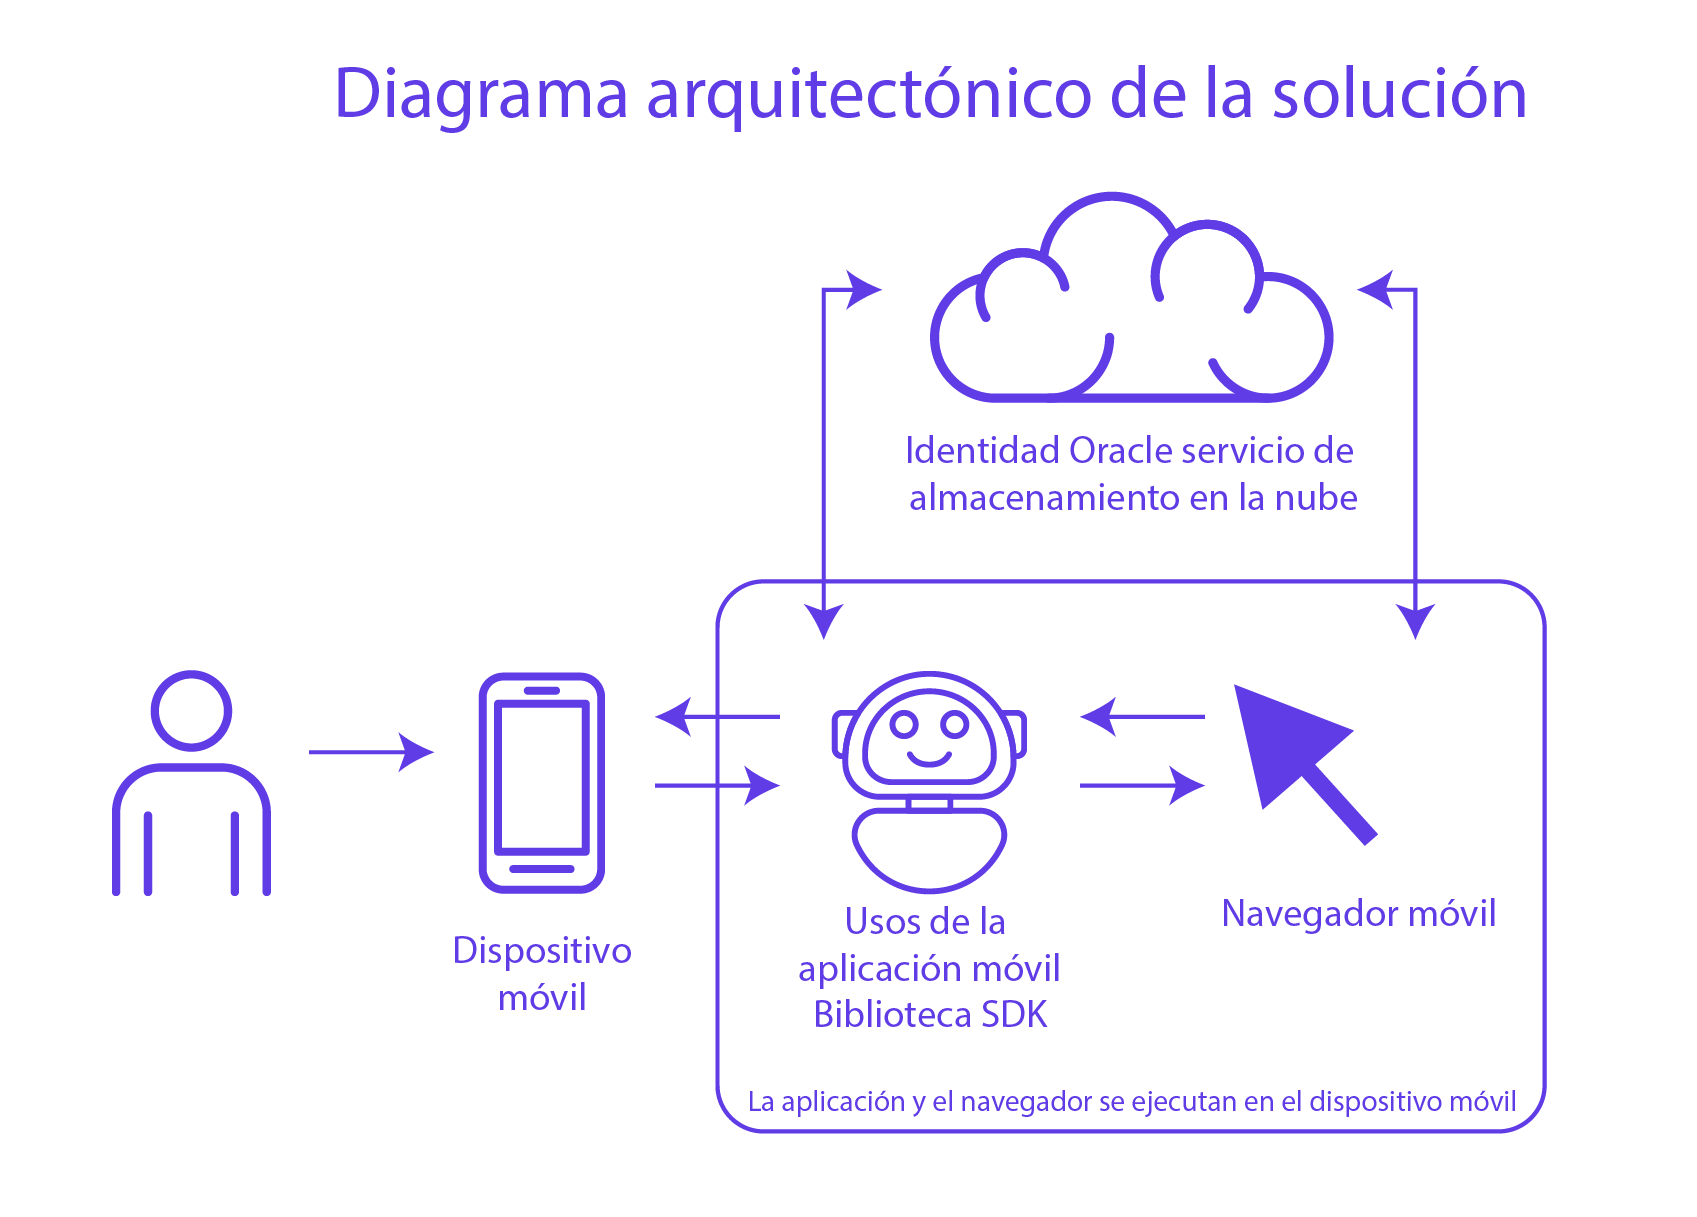 Diagrama arquitectónico de la solución
Identidad Oracle servicio de
almacenamiento en la nube
Dispositivo
móvil
Usos de la
aplicación móvil
Biblioteca SDK
Navegador móvil
La aplicación y el navegador se ejecutan en el dispositivo móvil